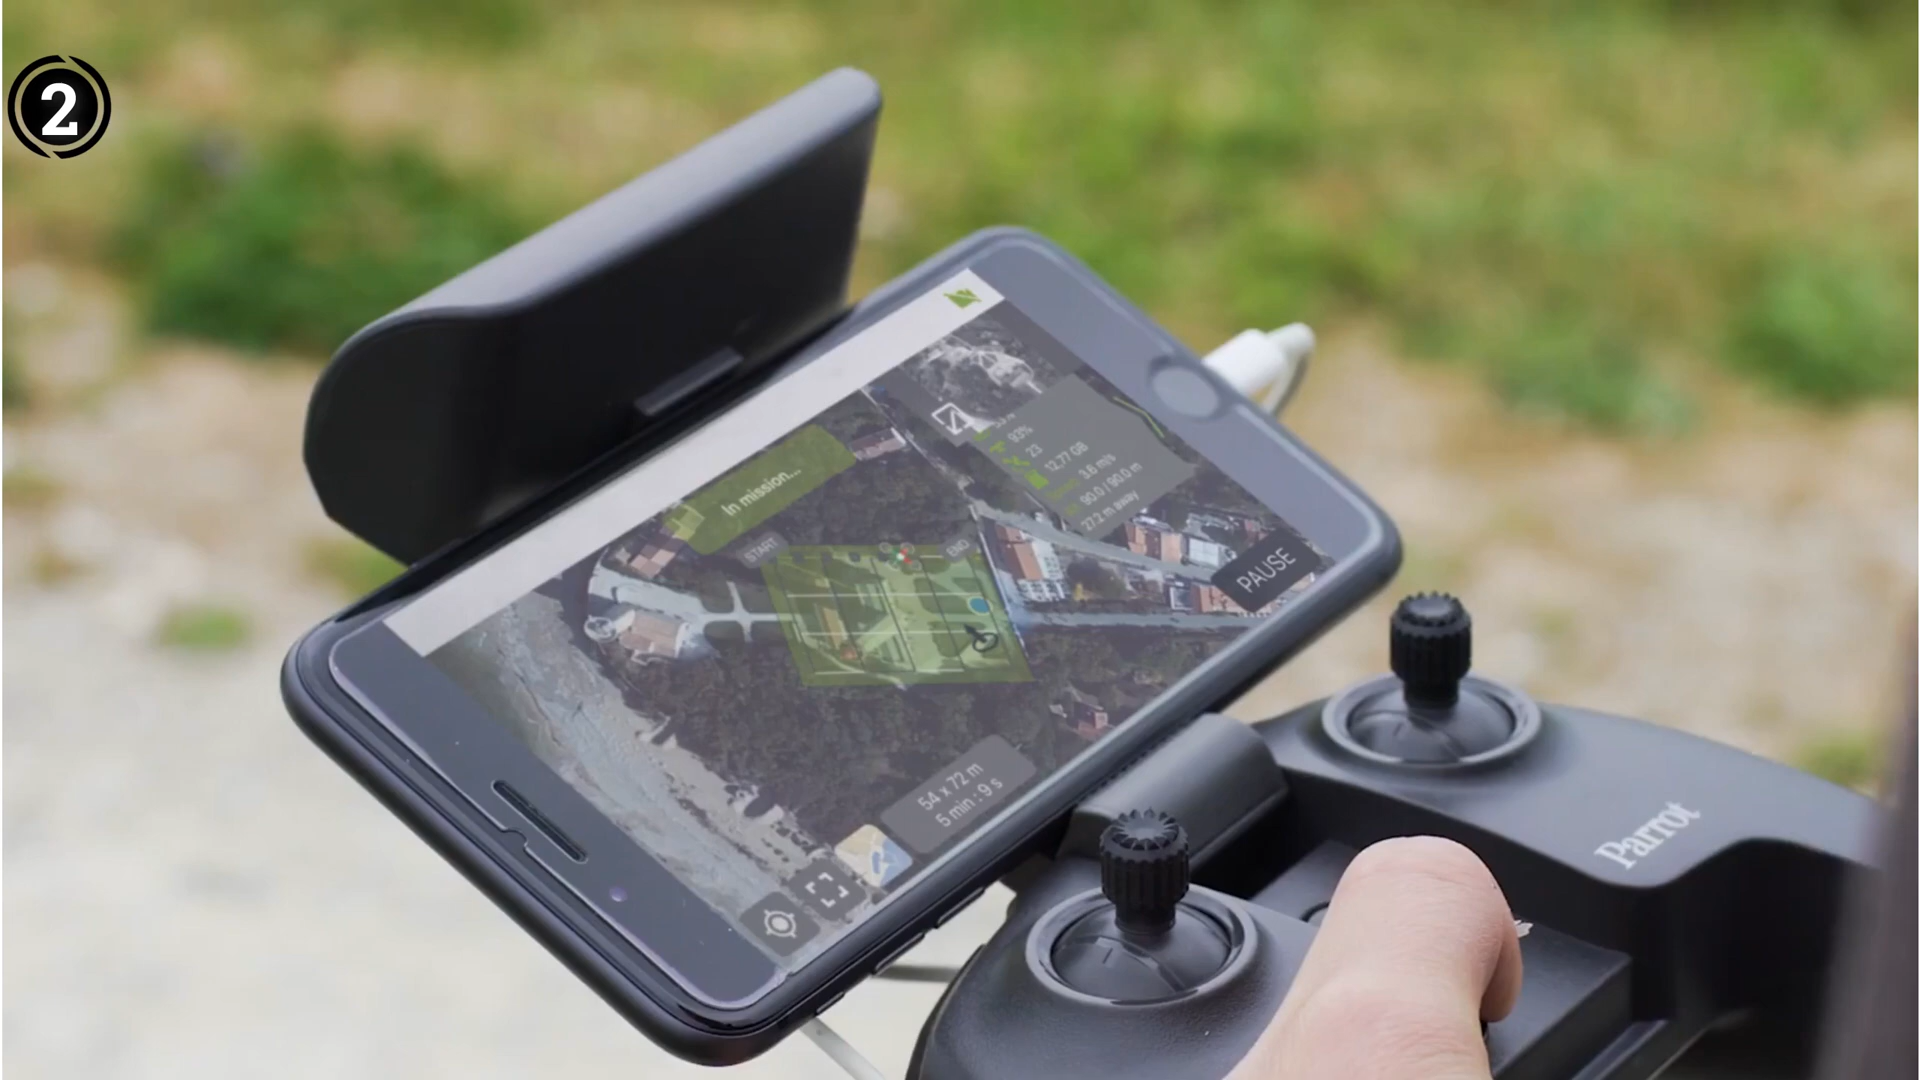 2
In mission...
START
END
93%
23
12.77 GB
3.6 m/s
90.0 / 90.0 m
27.2 m away
PAUSE
54 x 72 m
5 min : 9 s
Parrot